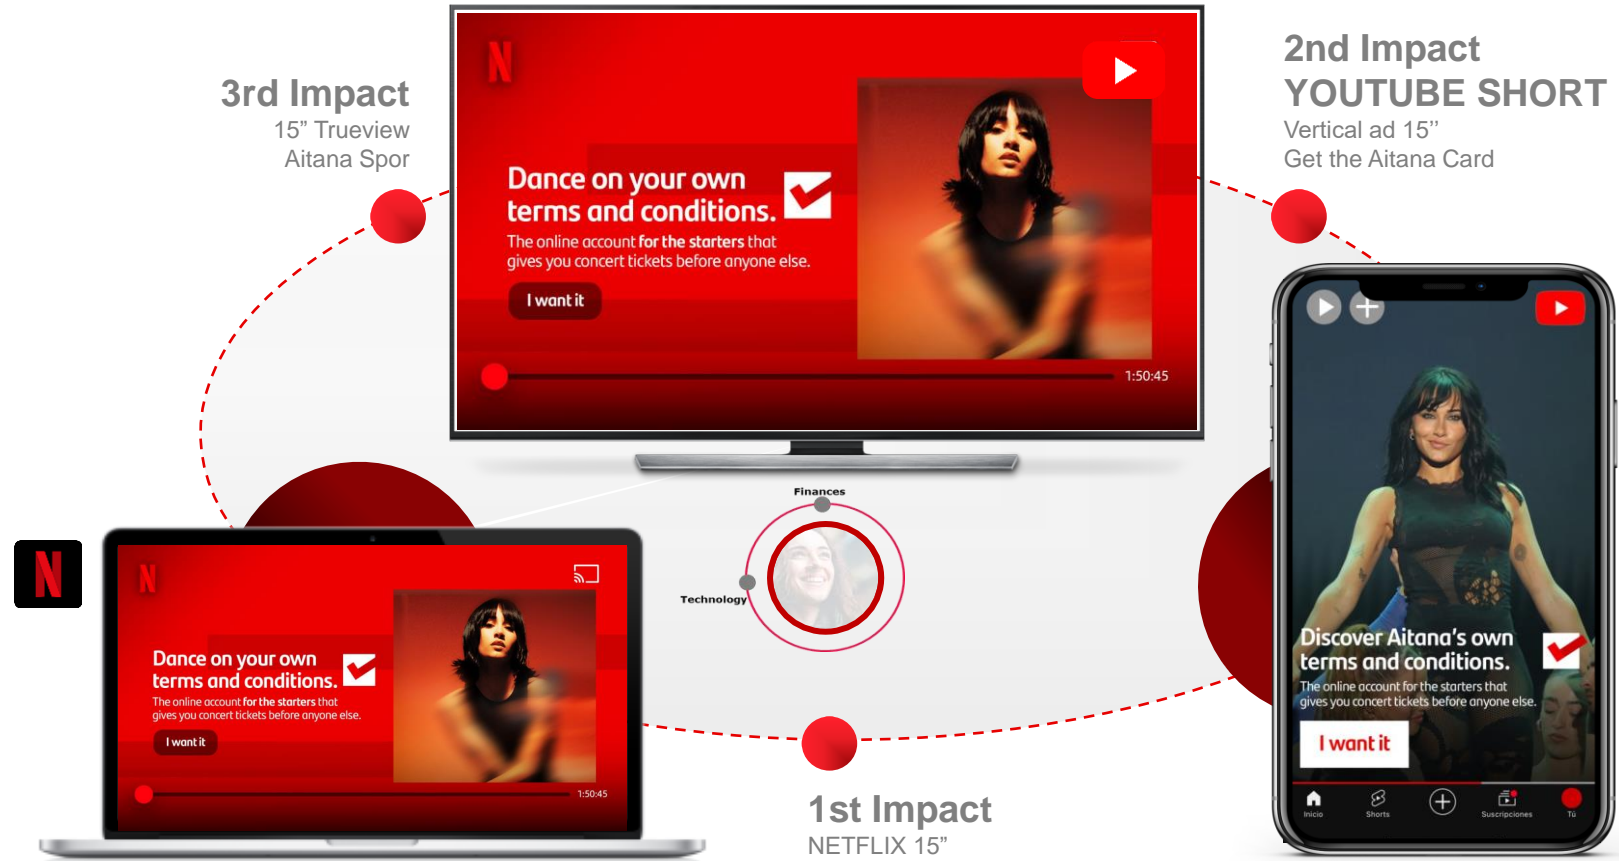 3rd Impact
15” Trueview
Aitana Spor
N
Dance on your own
terms and conditions.
The online account for the starters that
gives you concert tickets before anyone else.
I want it
1:50:45
2nd Impact
YOUTUBE SHORT
Vertical ad 15’’
Get the Aitana Card
Finances
Technology
N
N
Dance on your own
terms and conditions.
The online account for the starters that
gives you concert tickets before anyone else.
I want it
1:50:45
1st Impact
NETFLIX 15”
Discover Aitana’s own
terms and conditions.
The online account for the starters that
gives you concert tickets before anyone else.
I want it
Inicio
Shorts
Suscripciones
Tú